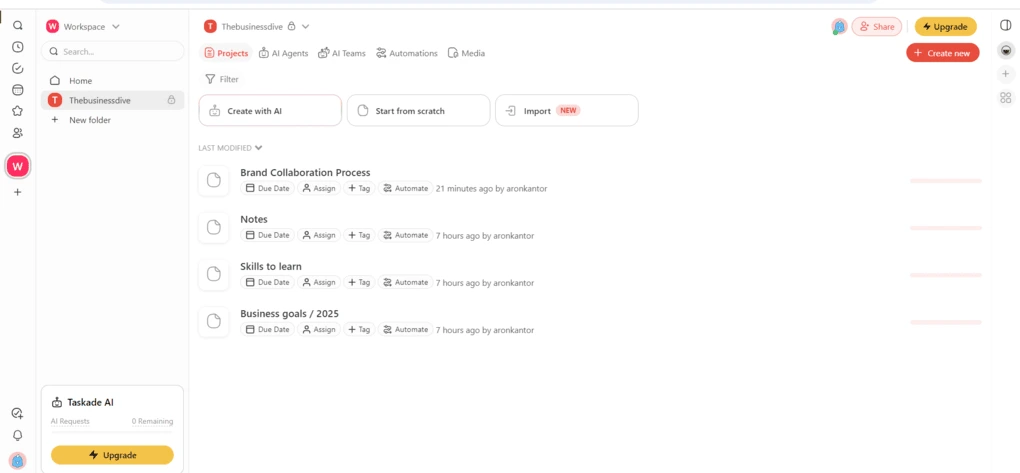 W Workspace
Search...
Home
T Thebusinessdive
New folder
W
Taskade AI
AI Requests 0 Remaining
Upgrade
T Thebusinessdive
Share
Upgrade
Projects AI Agents AI Teams Automations Media
Create new
Filter
Create with AI
Start from scratch
Import NEW
LAST MODIFIED
Brand Collaboration Process
Due Date Assign Tag Automate 21 minutes ago by aronkantor
Notes
Due Date Assign Tag Automate 7 hours ago by aronkantor
Skills to learn
Due Date Assign Tag Automate 7 hours ago by aronkantor
Business goals / 2025
Due Date Assign Tag Automate 7 hours ago by aronkantor